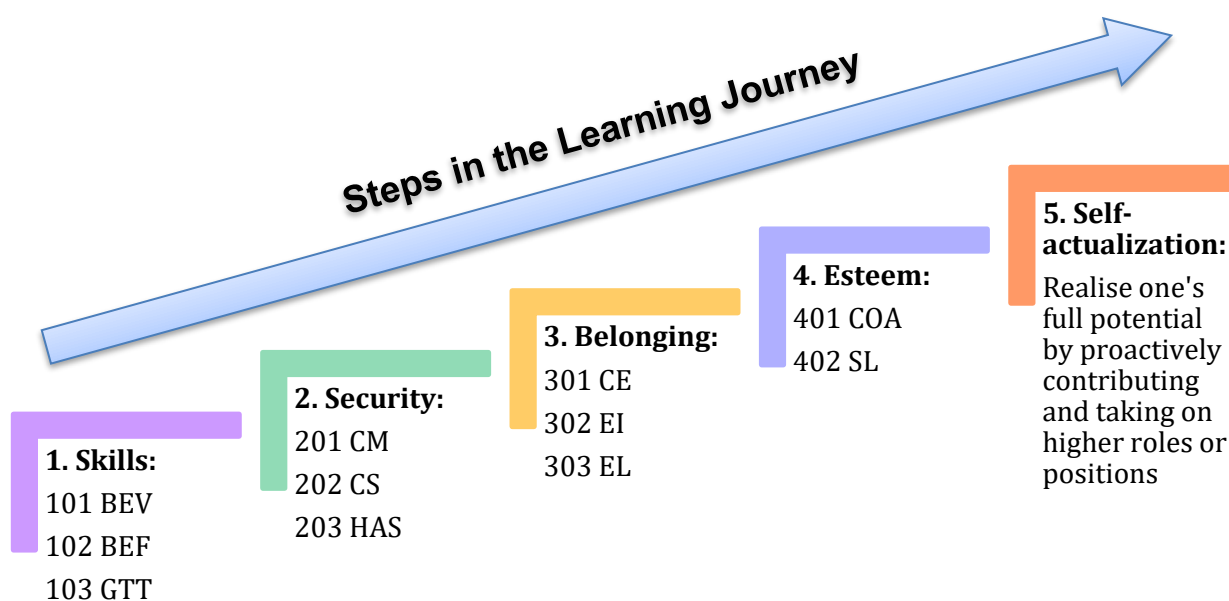 Steps in the Learning Journey
1. Skills:
101 BEV
102 BEF
103 GTT
2. Security:
201 CM
202 CS
203 HAS
3. Belonging:
301 CE
302 EI
303 EL
4. Esteem:
401 COA
402 SL
5. Self-
actualization:
Realise one's
full potential
by proactively
contributing
and taking on
higher roles or
positions